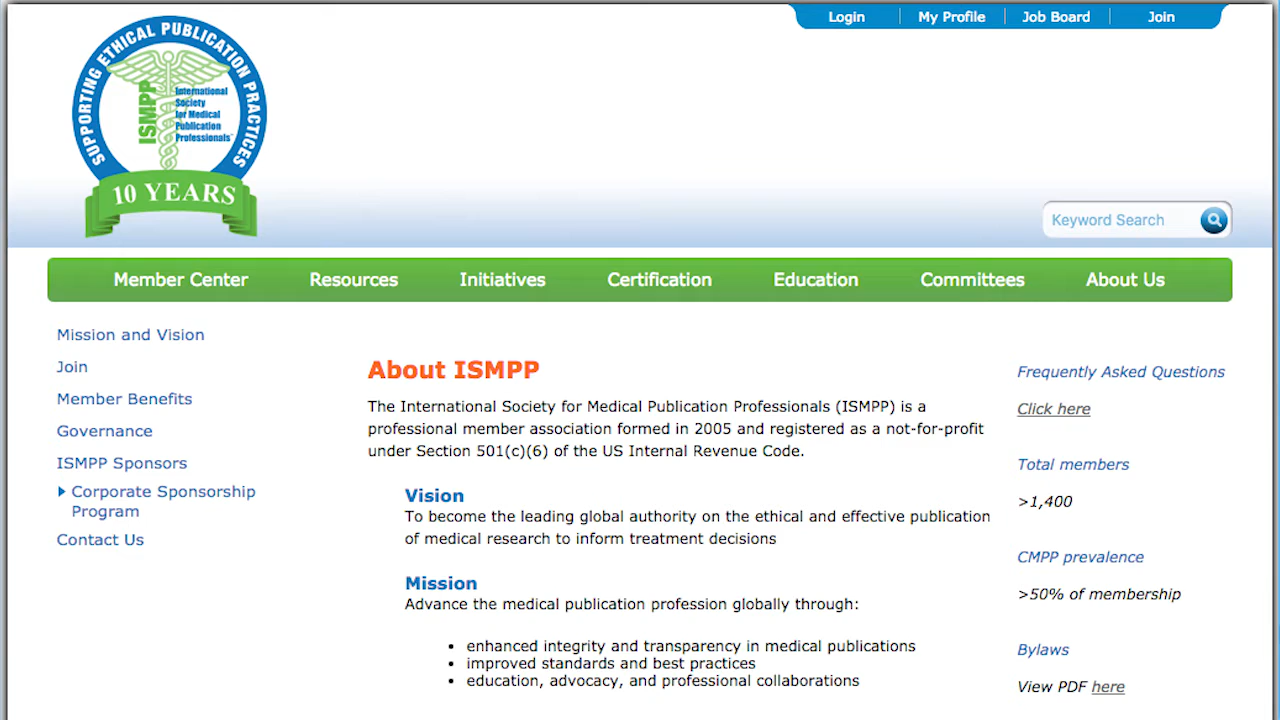 Login
My Profile
Job Board
Join
SUPPORTING ETHICAL PUBLICATION PRACTICES
ISMPP
International
Society
for Medical
Publication
Professionals™
10 YEARS
Keyword Search
Member Center
Resources
Initiatives
Certification
Education
Committees
About Us
Mission and Vision
Join
Member Benefits
Governance
ISMPP Sponsors
Corporate Sponsorship
Program
Contact Us
About ISMPP
The International Society for Medical Publication Professionals (ISMPP) is a
professional member association formed in 2005 and registered as a not-for-profit
under Section 501(c)(6) of the US Internal Revenue Code.
Vision
To become the leading global authority on the ethical and effective publication
of medical research to inform treatment decisions
Mission
Advance the medical publication profession globally through:
• enhanced integrity and transparency in medical publications
• improved standards and best practices
• education, advocacy, and professional collaborations
Frequently Asked Questions
Click here
Total members
>1,400
CMPP prevalence
>50% of membership
Bylaws
View PDF here